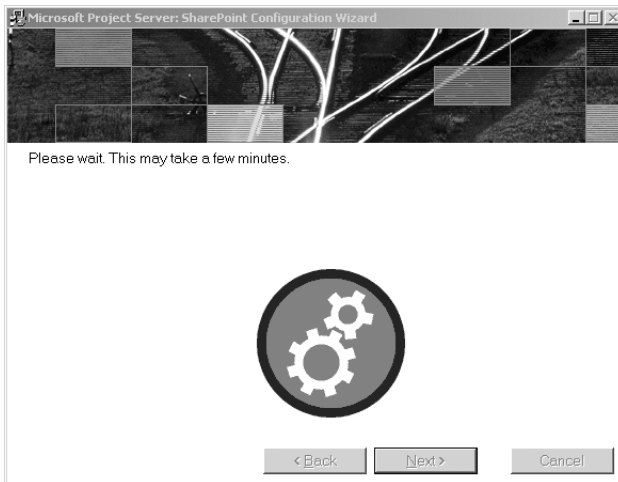 Microsoft Project Server: SharePoint Configuration Wizard
Please wait. This may take a few minutes.
< Back
Next >
Cancel